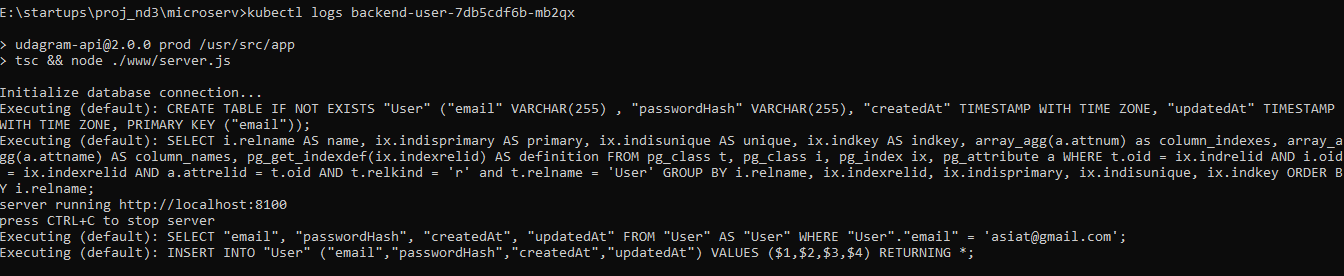 E:\startups\proj_nd3\microserv>kubectl logs backend-user-7db5cdf6b-mb2qx
> udagram-api@2.0.0 prod /usr/src/app
> tsc && node ./www/server.js
Initialize database connection...
Executing (default): CREATE TABLE IF NOT EXISTS "User" ("email" VARCHAR(255) , "passwordHash" VARCHAR(255), "createdAt" TIMESTAMP WITH TIME ZONE, "updatedAt" TIMESTAMP
WITH TIME ZONE, PRIMARY KEY ("email"));
Executing (default): SELECT i.relname AS name, ix.indisprimary AS primary, ix.indisunique AS unique, ix.indkey AS indkey, array_agg(a.attnum) as column_indexes, array_a
gg(a.attname) AS column_names, pg_get_indexdef(ix.indexrelid) AS definition FROM pg_class t, pg_class i, pg_index ix, pg_attribute a WHERE t.oid = ix.indrelid AND i.oid
= ix.indexrelid AND a.attrelid = t.oid AND t.relkind = 'r' and t.relname = 'User' GROUP BY i.relname, ix.indexrelid, ix.indisprimary, ix.indisunique, ix.indkey ORDER B
Y i.relname;
server running http://localhost:8100
press CTRL+C to stop server
Executing (default): SELECT "email", "passwordHash", "createdAt", "updatedAt" FROM "User" AS "User" WHERE "User"."email" = 'asiat@gmail.com';
Executing (default): INSERT INTO "User" ("email","passwordHash","createdAt","updatedAt") VALUES ($1,$2,$3,$4) RETURNING *;